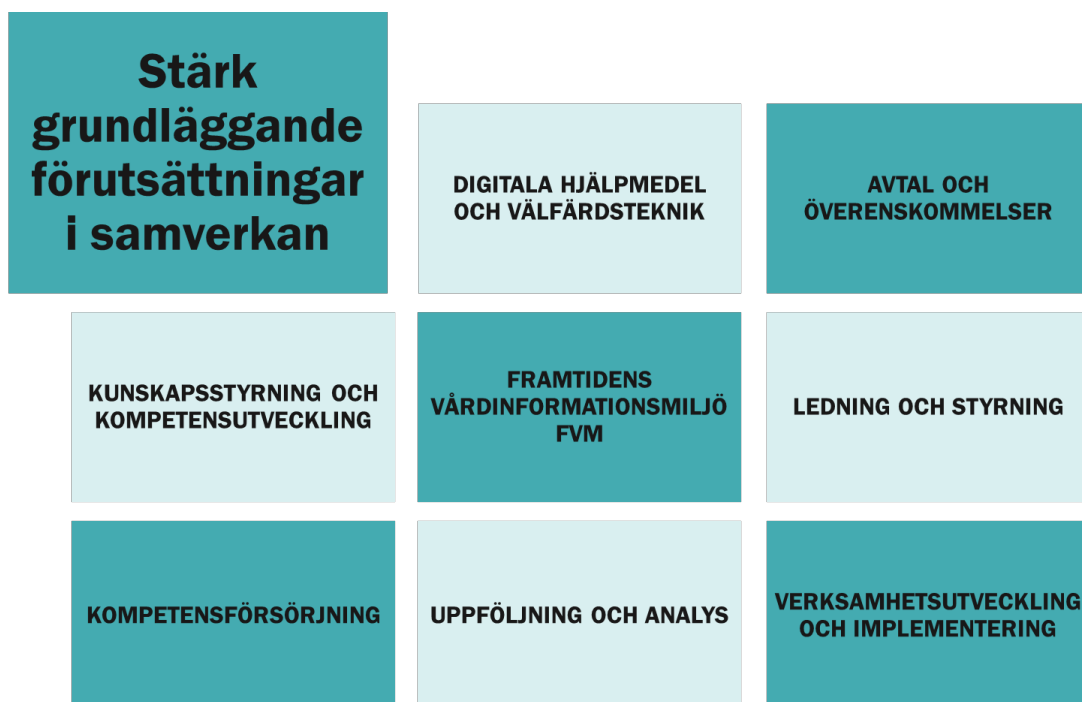 Stärk
grundläggande
förutsättningar
i samverkan
DIGITALA HJÄLPMEDEL
OCH VÄLFÄRDSTEKNIK
AVTAL OCH
ÖVERENSKOMMELSER
KUNSKAPSSTYRNING OCH
KOMPETENSUTVECKLING
FRAMTIDENS
VÅRDINFORMATIONSMILJÖ
FVM
LEDNING OCH STYRNING
KOMPETENSFÖRSÖRJNING
UPPFÖLJNING OCH ANALYS
VERKSAMHETSUTVECKLING
OCH IMPLEMENTERING